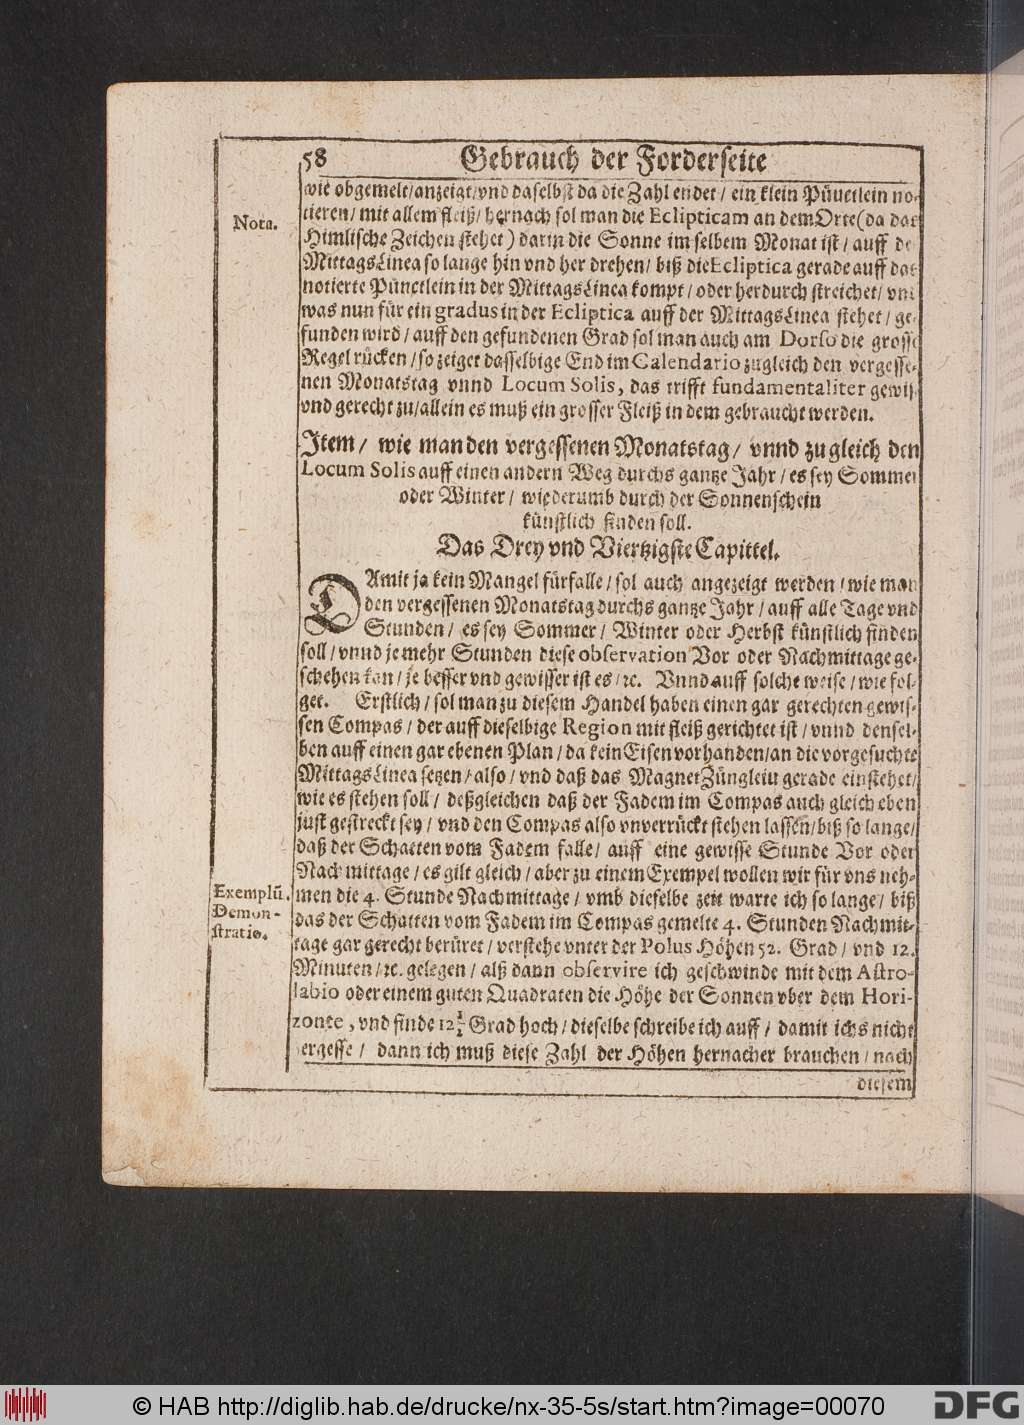 58 Gebrauch der Forderseite
wie obgemelt/anzeigt/vnd daselbst da die Zahl endet / ein klein Pünctlein no-
tieren / mit allem fleiß / hernach sol man die Eclipticam an dem Orte (da das
Nota.
Himlische Zeichen stehet) darin die Sonne im selbem Monat ist / auff de
MittagsLinea so lange hin vnd her drehen / biß die Ecliptica gerade auff das
notierte Pünctlein in der MittagsLinea kompt / oder herdurch streichet / vnd
was nun für ein gradus in der Ecliptica auff der MittagsLinea stehet / ge-
funden wird / auff den gefundenen Grad sol man auch am Dorso die grosse
Regel rücken / so zeiget dasselbige End im Calendario zugleich den vergesse-
nen Monatstag vnnd Locum Solis, das trifft fundamentaliter gewiß
vnd gerecht zu / allein es muß ein grosser Fleiß in dem gebraucht werden.
Item / wie man den vergessenen Monatstag / vnnd zugleich den
Locum Solis auff einen andern Weg durchs gantze Jahr / es sey Sommer
oder Winter / wiederumb durch der Sonnenschein
künstlich finden soll.
Das Drey vnd Viertzigste Capittel.
DAmit ja kein Mangel fürfalle / sol auch angezeigt werden / wie man
den vergessenen Monatstag durchs gantze Jahr / auff alle Tage vnd
Stunden / es sey Sommer / Winter oder Herbst künstlich finden
soll / vnnd je mehr Stunden diese observation Vor oder Nachmittage ge-
schehen kan / je besser vnd gewisser ist es / ꝛc. Vnnd auff solche weise / wie fol-
get. Erstlich / sol man zu diesem Handel haben einen gar gerechten gewis-
sen Compas / der auff dieselbige Region mit fleiß gerichtet ist / vnnd densel-
ben auff einen gar ebenen Plan / da kein Eisen vorhanden / an die vorgesuchte
MittagsLinea setzen / also / vnd daß das MagnetZüngleiu gerade einstehet /
wie es stehen soll / deßgleichen daß der Fadem im Compas auch gleich eben
just gestreckt sey / vnd den Compas also vnverrückt stehen lassen / biß so lange /
daß der Schatten vom Fadem falle / auff eine gewisse Stunde Vor oder
Nachmittage / es gilt gleich / aber zu einem Exempel wollen wir für vns neh-
Exemplū.
Demon-
stratio.
men die 4. Stunde Nachmittage / vmb dieselbe zeit warte ich so lange / biß
das der Schatten vom Fadem im Compas gemelte 4. Stunden Nachmit-
tage gar gerecht berüret / verstehe vnter der Polus Höhen 52. Grad / vnd 12.
Minuten / ꝛc. gelegen / alß dann observire ich geschwinde mit dem Astro-
labio oder einem guten Quadraten die Höhe der Sonnen vber dem Hori-
zonte, vnd finde 12 1/2 Grad hoch / dieselbe schreibe ich auff / damit ichs nicht
ergesse / dann ich muß diese Zahl der Höhen hernacher brauchen / nach
diesem
© HAB http://diglib.hab.de/drucke/nx-35-5s/start.htm?image=00070
DFG